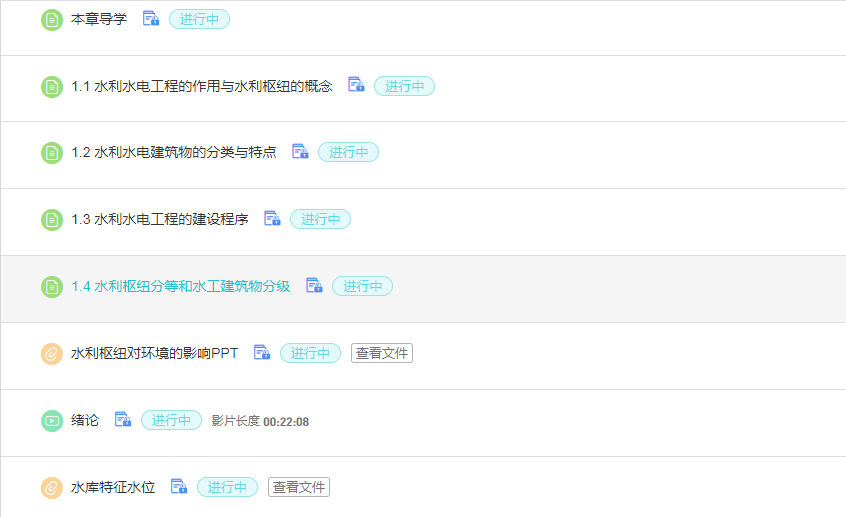 本章导学 进行中
1.1 水利水电工程的作用与水利枢纽的概念 进行中
1.2 水利水电建筑物的分类与特点 进行中
1.3 水利水电工程的建设程序 进行中
1.4 水利枢纽分等和水工建筑物分级 进行中
水利枢纽对环境的影响PPT 进行中 查看文件
绪论 进行中 影片长度 00:22:08
水库特征水位 进行中 查看文件